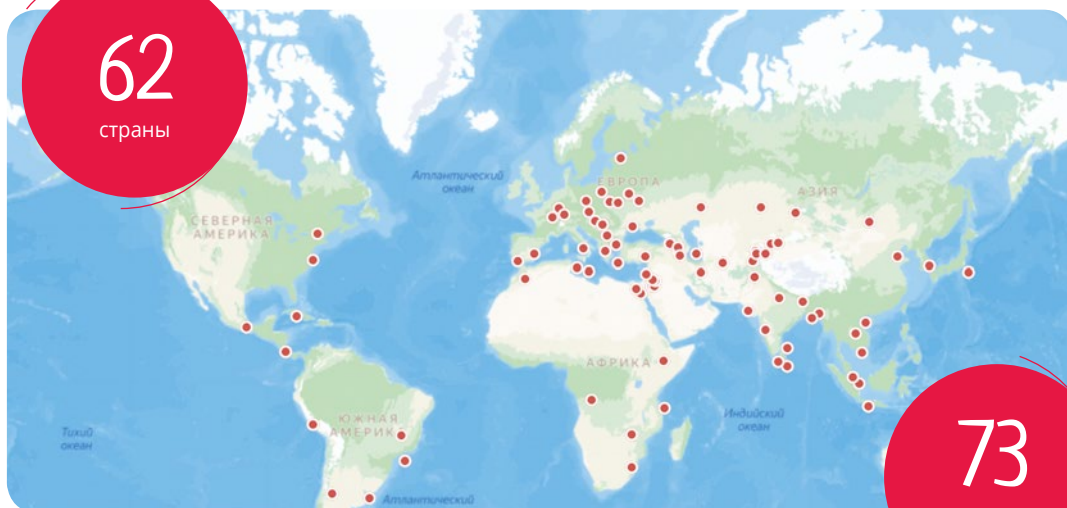 62
страны
Атлантический
океан
ЕВРОПА
АЗИЯ
СЕВЕРНАЯ
АМЕРИКА
АФРИКА
ЮЖНАЯ
АМЕРИКА
Индийский
океан
Тихий
океан
73
Атлантический